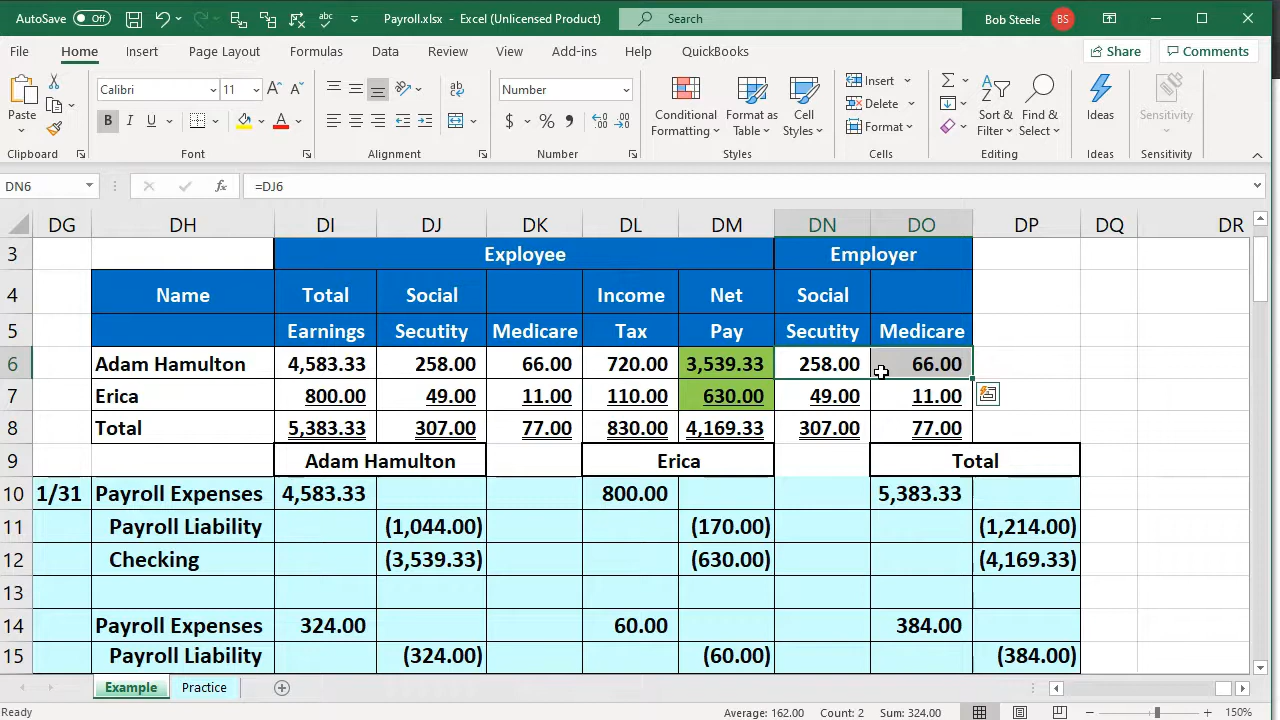 AutoSave Off Payroll.xlsx - Excel (Unlicensed Product) Search Bob Steele BS
File Home Insert Page Layout Formulas Data Review View Add-ins Help QuickBooks Share Comments
Paste Calibri 11 Number Conditional Formatting Format as Table Cell Styles Insert Delete Format Sort & Filter Find & Select Ideas Sensitivity
Clipboard Font Alignment Number Styles Cells Editing Ideas Sensitivity
DN6 fx =DJ6
DG DH DI DJ DK DL DM DN DO DP DQ DR
3 Exployee Employer
4 Name Total Social Income Net Social
5 Earnings Secutity Medicare Tax Pay Secutity Medicare
6 Adam Hamulton 4,583.33 258.00 66.00 720.00 3,539.33 258.00 66.00
7 Erica 800.00 49.00 11.00 110.00 630.00 49.00 11.00
8 Total 5,383.33 307.00 77.00 830.00 4,169.33 307.00 77.00
9 Adam Hamulton Erica Total
10 1/31 Payroll Expenses 4,583.33 800.00 5,383.33
11 Payroll Liability (1,044.00) (170.00) (1,214.00)
12 Checking (3,539.33) (630.00) (4,169.33)
13
14 Payroll Expenses 324.00 60.00 384.00
15 Payroll Liability (324.00) (60.00) (384.00)
Example Practice
Ready Average: 162.00 Count: 2 Sum: 324.00 150%